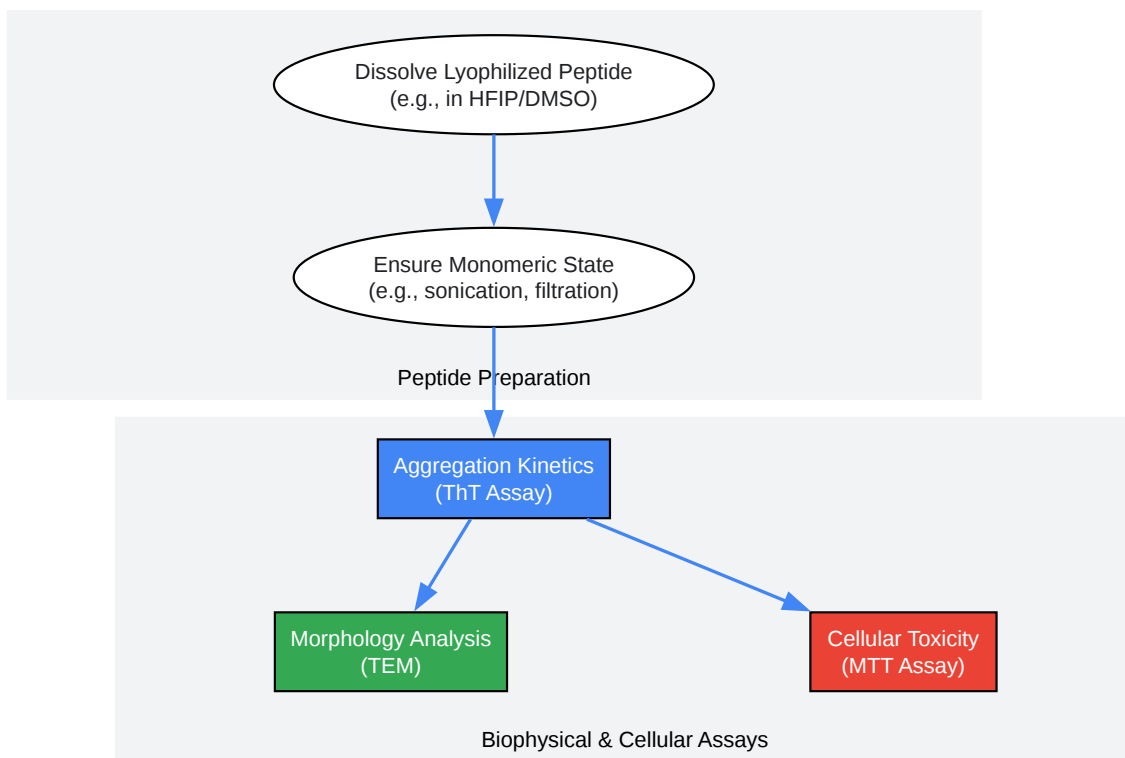 Dissolve Lyophilized Peptide
(e.g., in HFIP/DMSO)
Ensure Monomeric State
(e.g., sonication, filtration)
Peptide Preparation
Aggregation Kinetics
(ThT Assay)
Morphology Analysis
(TEM)
Cellular Toxicity
(MTT Assay)
Biophysical & Cellular Assays